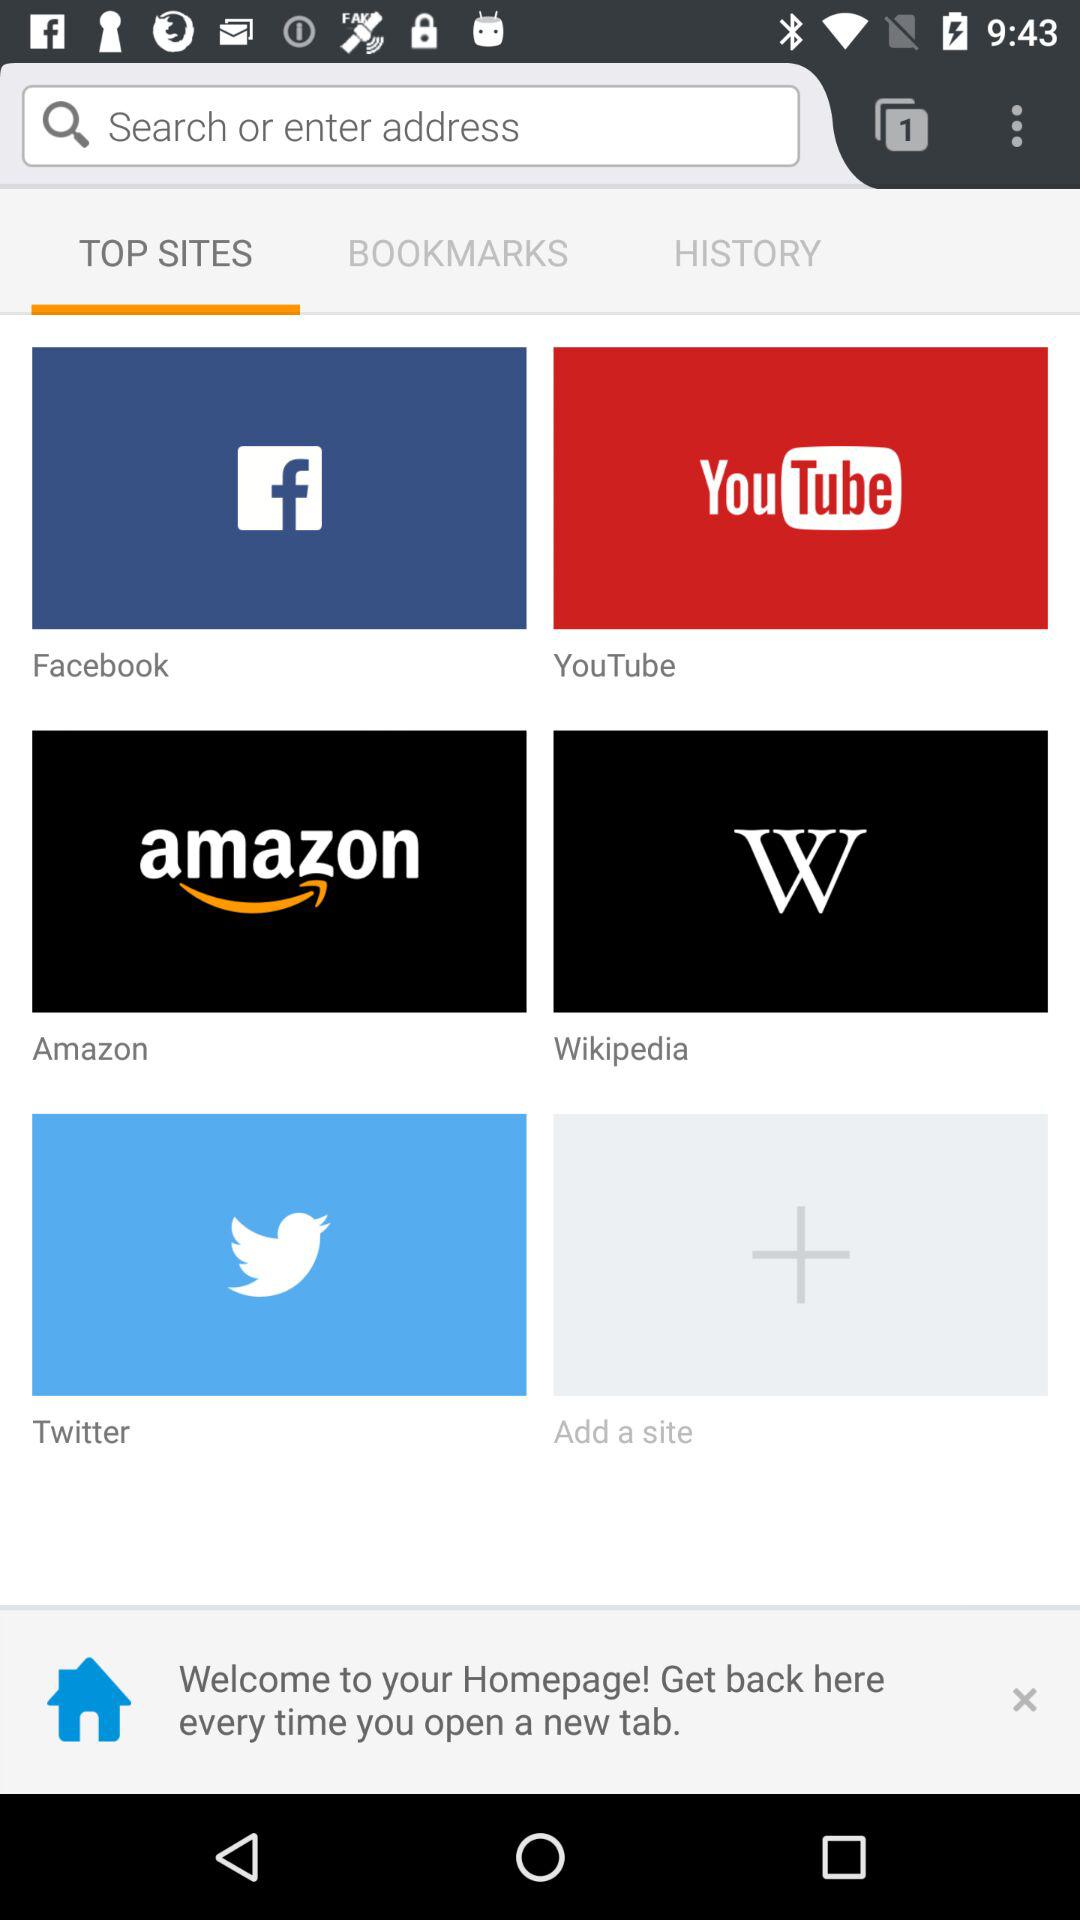 FAKE
9:43
Search or enter address
1
TOP SITES BOOKMARKS HISTORY
f
YouTube
Facebook YouTube
amazon
W
Amazon Wikipedia
Twitter Add a site
Welcome to your Homepage! Get back here
every time you open a new tab.